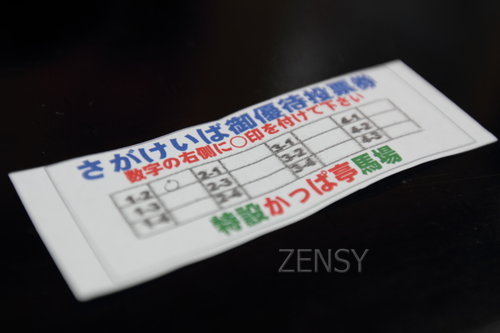 さがけいば御優待投票券
数字の右側に○印を付けて下さい
1-2 ○ 2-1 3-1 4-1
1-3 2-3 3-2 4-2
1-4 2-4 3-4 4-3
特設かっぱ亭馬場
ZENSY